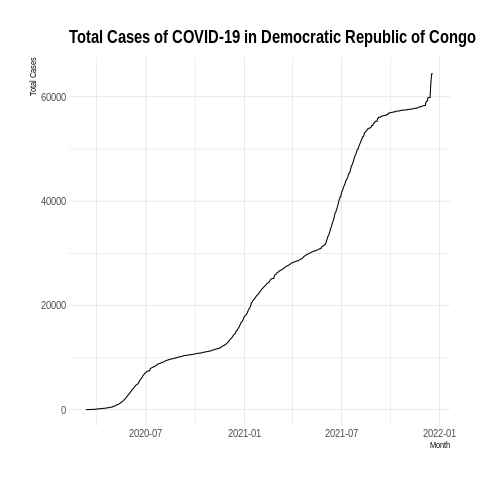 Total Cases of COVID-19 in Democratic Republic of Congo
Total Cases
60000
40000
20000
0
2020-07 2021-01 2021-07 2022-01
Month